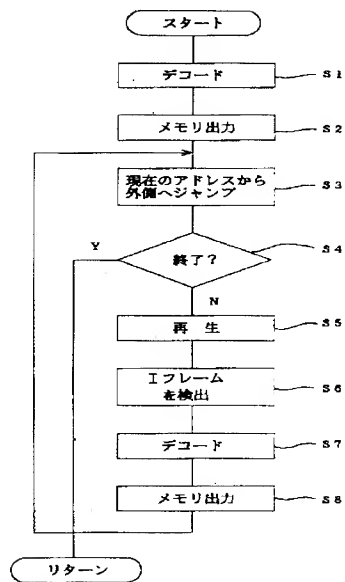 スタート
デコード
S1
メモリ出力
S2
現在のアドレスから
外側へジャンプ
S3
終了?
S4
Y
N
再 生
S5
Iフレーム
を検出
S6
デコード
S7
メモリ出力
S8
リターン